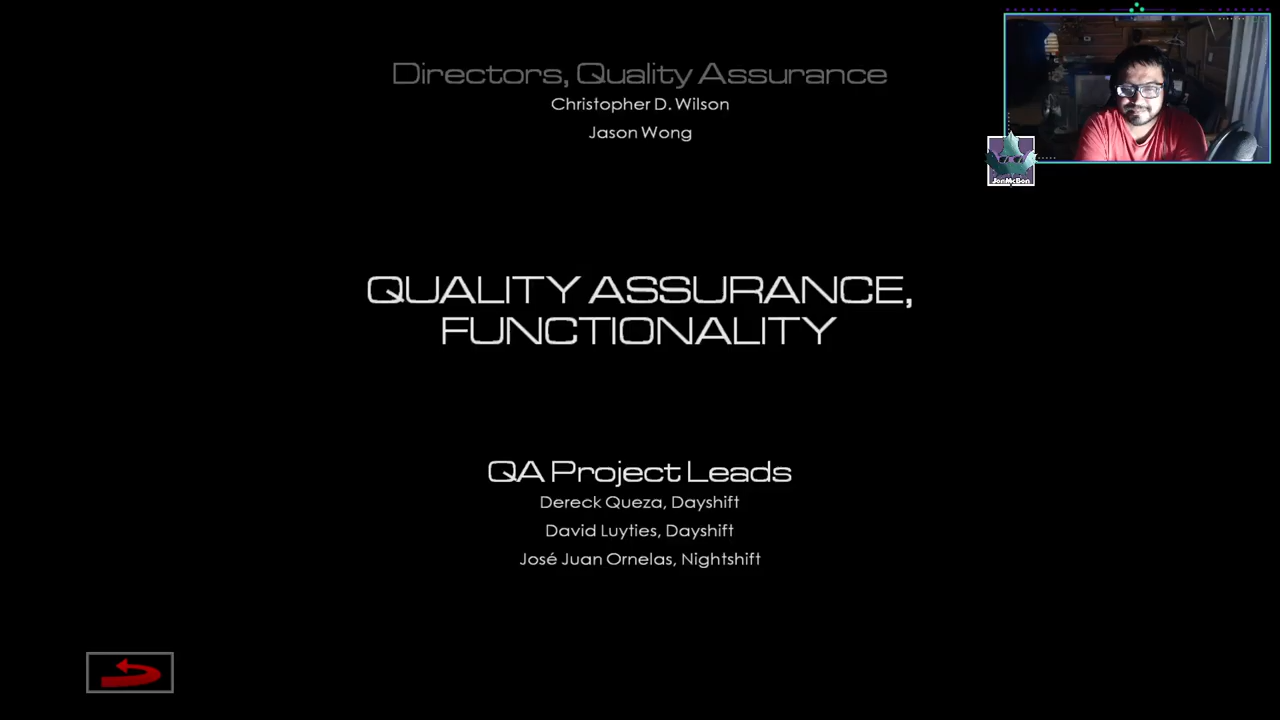 Directors, Quality Assurance
Christopher D. Wilson
Jason Wong
JonMcBon
QUALITY ASSURANCE,
FUNCTIONALITY
QA Project Leads
Dereck Queza, Dayshift
David Luyties, Dayshift
José Juan Ornelas, Nightshift